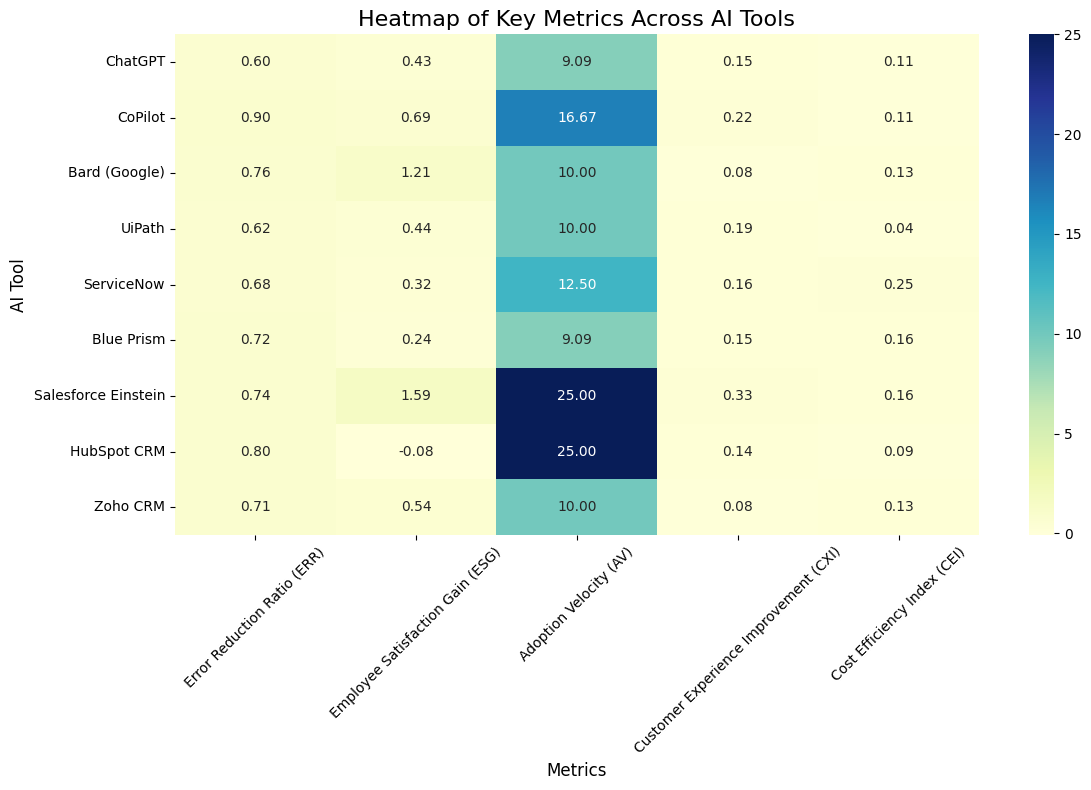 Heatmap of Key Metrics Across AI Tools
ChatGPT 0.60 0.43 9.09 0.15 0.11
CoPilot 0.90 0.69 16.67 0.22 0.11
Bard (Google) 0.76 1.21 10.00 0.08 0.13
UiPath 0.62 0.44 10.00 0.19 0.04
ServiceNow 0.68 0.32 12.50 0.16 0.25
Blue Prism 0.72 0.24 9.09 0.15 0.16
Salesforce Einstein 0.74 1.59 25.00 0.33 0.16
HubSpot CRM 0.80 -0.08 25.00 0.14 0.09
Zoho CRM 0.71 0.54 10.00 0.08 0.13
AI Tool
Error Reduction Ratio (ERR)
Employee Satisfaction Gain (ESG)
Adoption Velocity (AV)
Customer Experience Improvement (CXI)
Cost Efficiency Index (CEI)
Metrics
25
20
15
10
5
0